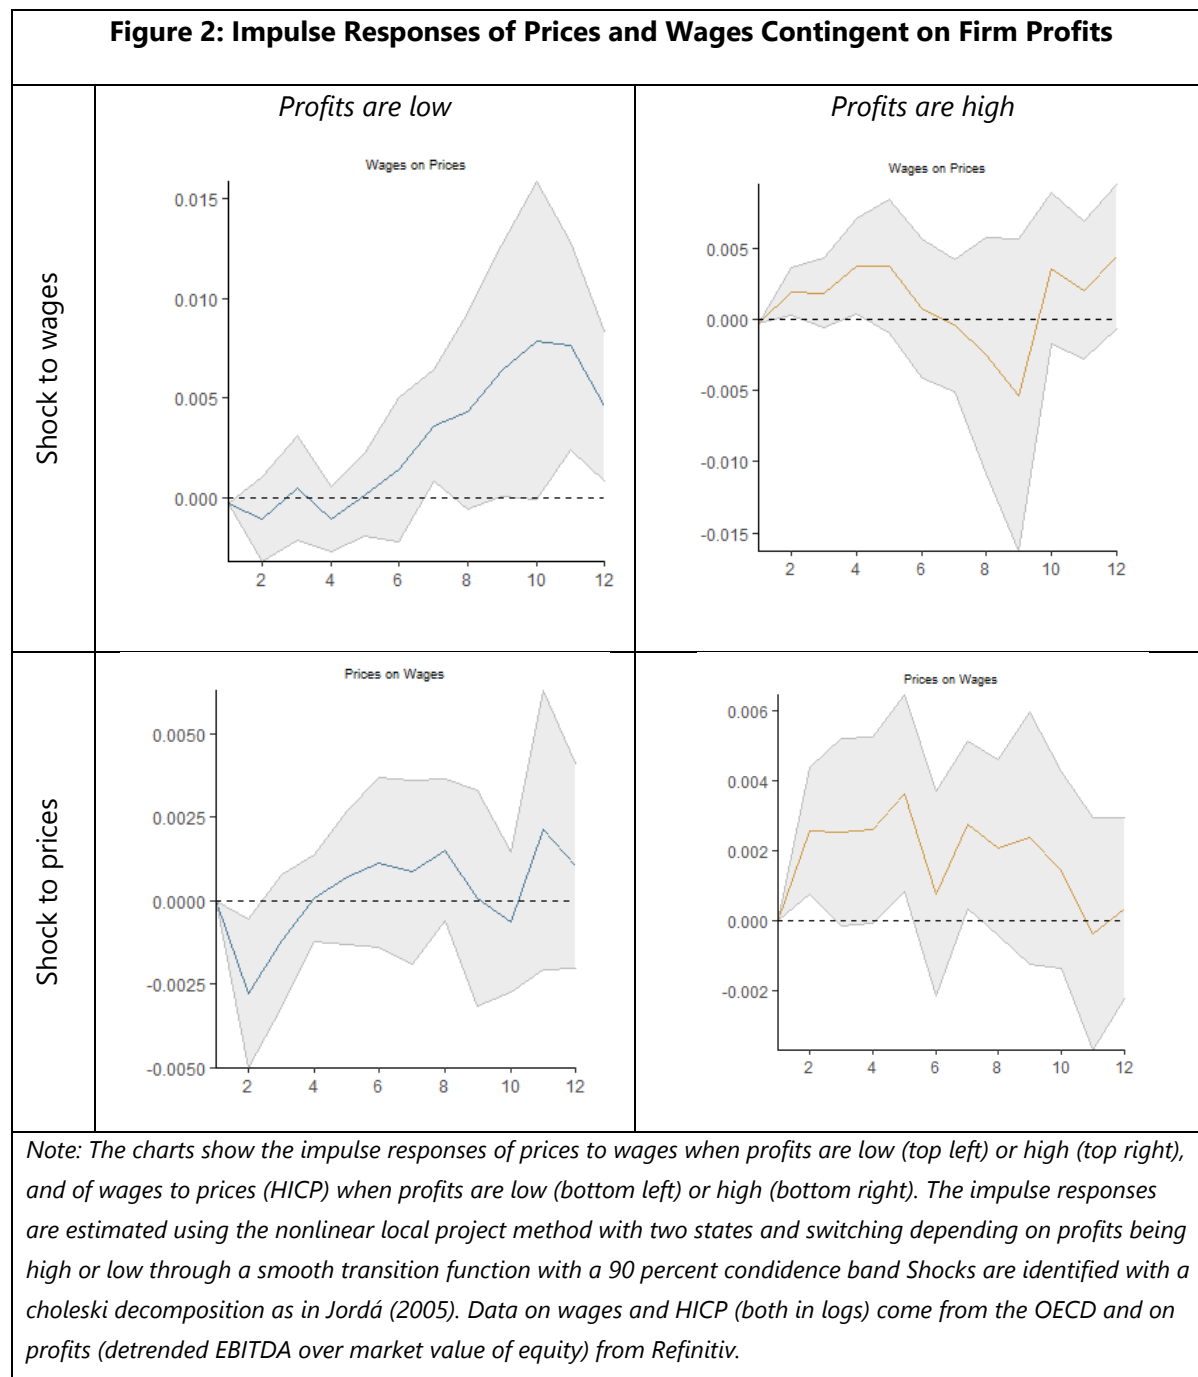 Figure 2: Impulse Responses of Prices and Wages Contingent on Firm Profits
Profits are low
Profits are high
Shock to wages
Wages on Prices
0.015
0.010
0.005
0.000
2 4 6 8 10 12
Wages on Prices
0.005
0.000
-0.005
-0.010
-0.015
2 4 6 8 10 12
Shock to prices
Prices on Wages
0.0050
0.0025
0.0000
-0.0025
-0.0050
2 4 6 8 10 12
Prices on Wages
0.006
0.004
0.002
0.000
-0.002
2 4 6 8 10 12
Note: The charts show the impulse responses of prices to wages when profits are low (top left) or high (top right),
and of wages to prices (HICP) when profits are low (bottom left) or high (bottom right). The impulse responses
are estimated using the nonlinear local project method with two states and switching depending on profits being
high or low through a smooth transition function with a 90 percent condidence band Shocks are identified with a
choleski decomposition as in Jordá (2005). Data on wages and HICP (both in logs) come from the OECD and on
profits (detrended EBITDA over market value of equity) from Refinitiv.